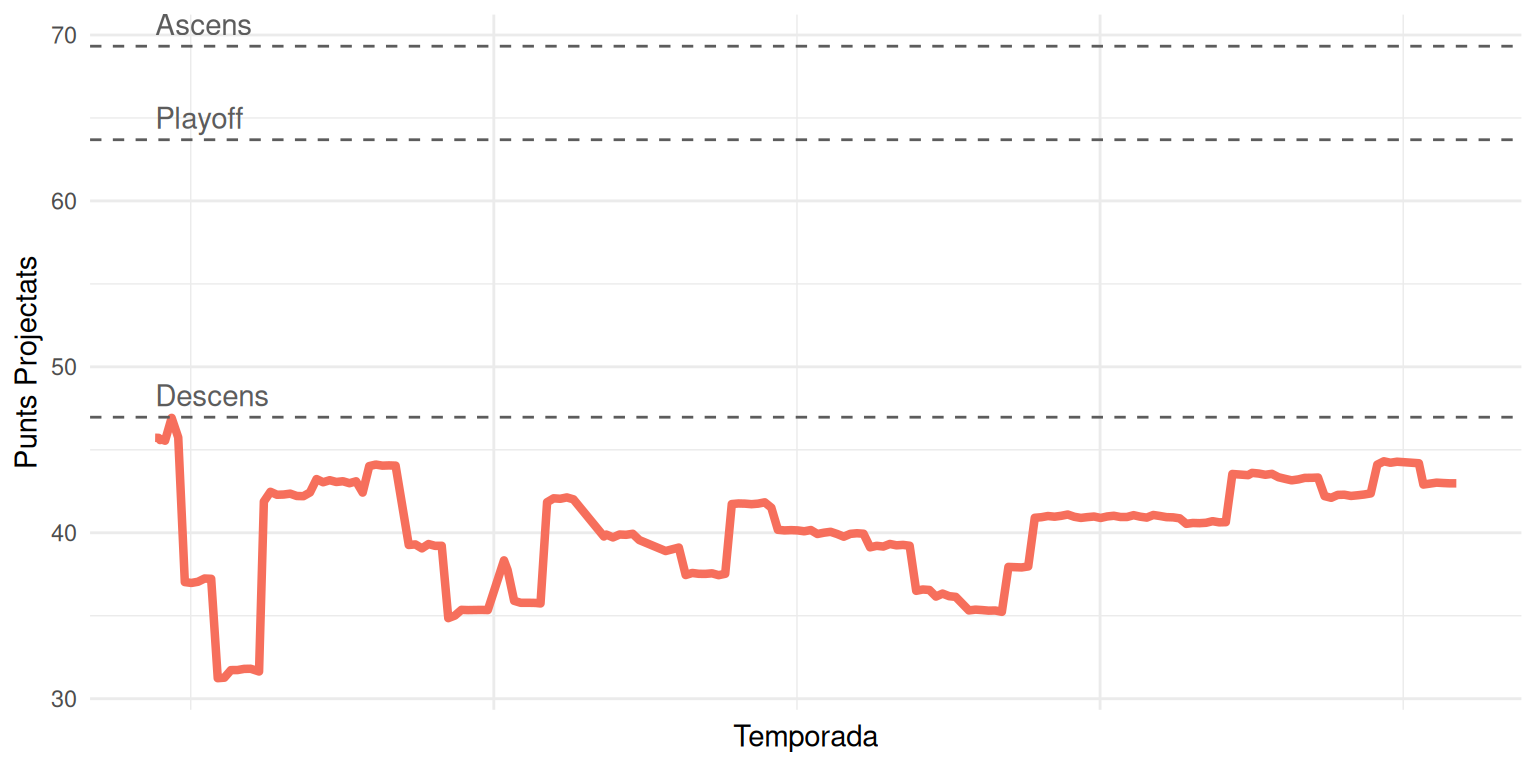 Ascens
70
Playoff
60
50
Descens
40
30
Punts Projectats
Temporada